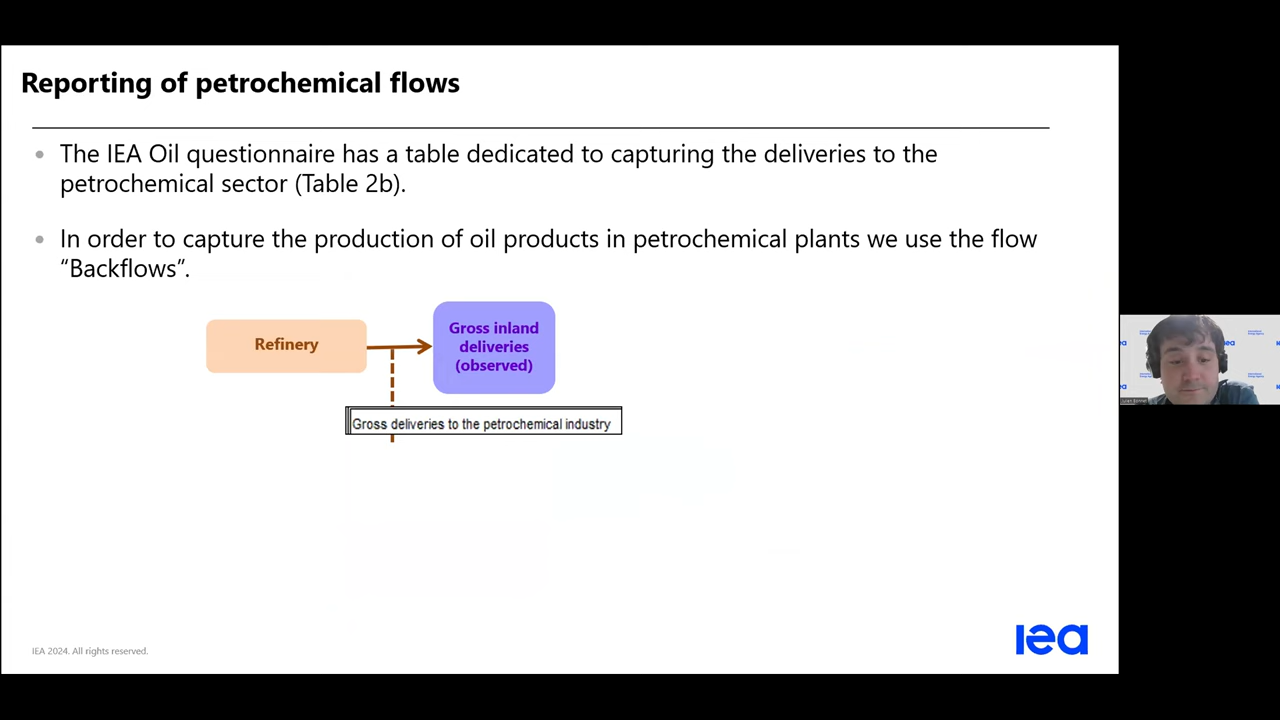 Reporting of petrochemical flows
The IEA Oil questionnaire has a table dedicated to capturing the deliveries to the
petrochemical sector (Table 2b).
In order to capture the production of oil products in petrochemical plants we use the flow
“Backflows”.
Refinery
Gross inland
deliveries
(observed)
Gross deliveries to the petrochemical industry
IEA 2024. All rights reserved.
iea